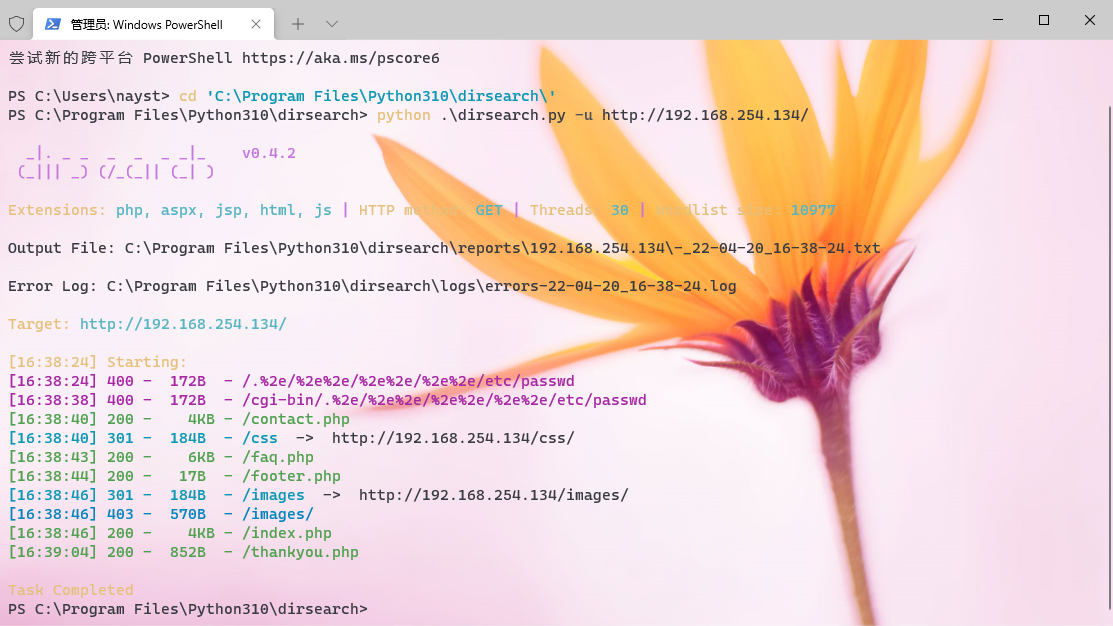 管理员: Windows PowerShell
尝试新的跨平台 PowerShell https://aka.ms/pscore6
PS C:\Users\nayst> cd 'C:\Program Files\Python310\dirsearch\'
PS C:\Program Files\Python310\dirsearch> python .\dirsearch.py -u http://192.168.254.134/
_|. _ _  _  _  _ _|_    v0.4.2
(_||| _) (/_(_|| (_| )
Extensions: php, aspx, jsp, html, js | HTTP method: GET | Threads: 30 | Wordlist size: 10977
Output File: C:\Program Files\Python310\dirsearch\reports\192.168.254.134\-_22-04-20_16-38-24.txt
Error Log: C:\Program Files\Python310\dirsearch\logs\errors-22-04-20_16-38-24.log
Target: http://192.168.254.134/
[16:38:24] Starting:
[16:38:24] 400 -  172B  - /.%2e/%2e%2e/%2e%2e/%2e%2e/etc/passwd
[16:38:38] 400 -  172B  - /cgi-bin/.%2e/%2e%2e/%2e%2e/%2e%2e/etc/passwd
[16:38:40] 200 -    4KB - /contact.php
[16:38:40] 301 -  184B  - /css  ->  http://192.168.254.134/css/
[16:38:43] 200 -    6KB - /faq.php
[16:38:44] 200 -   17B  - /footer.php
[16:38:46] 301 -  184B  - /images  ->  http://192.168.254.134/images/
[16:38:46] 403 -  570B  - /images/
[16:38:46] 200 -    4KB - /index.php
[16:39:04] 200 -  852B  - /thankyou.php
Task Completed
PS C:\Program Files\Python310\dirsearch>